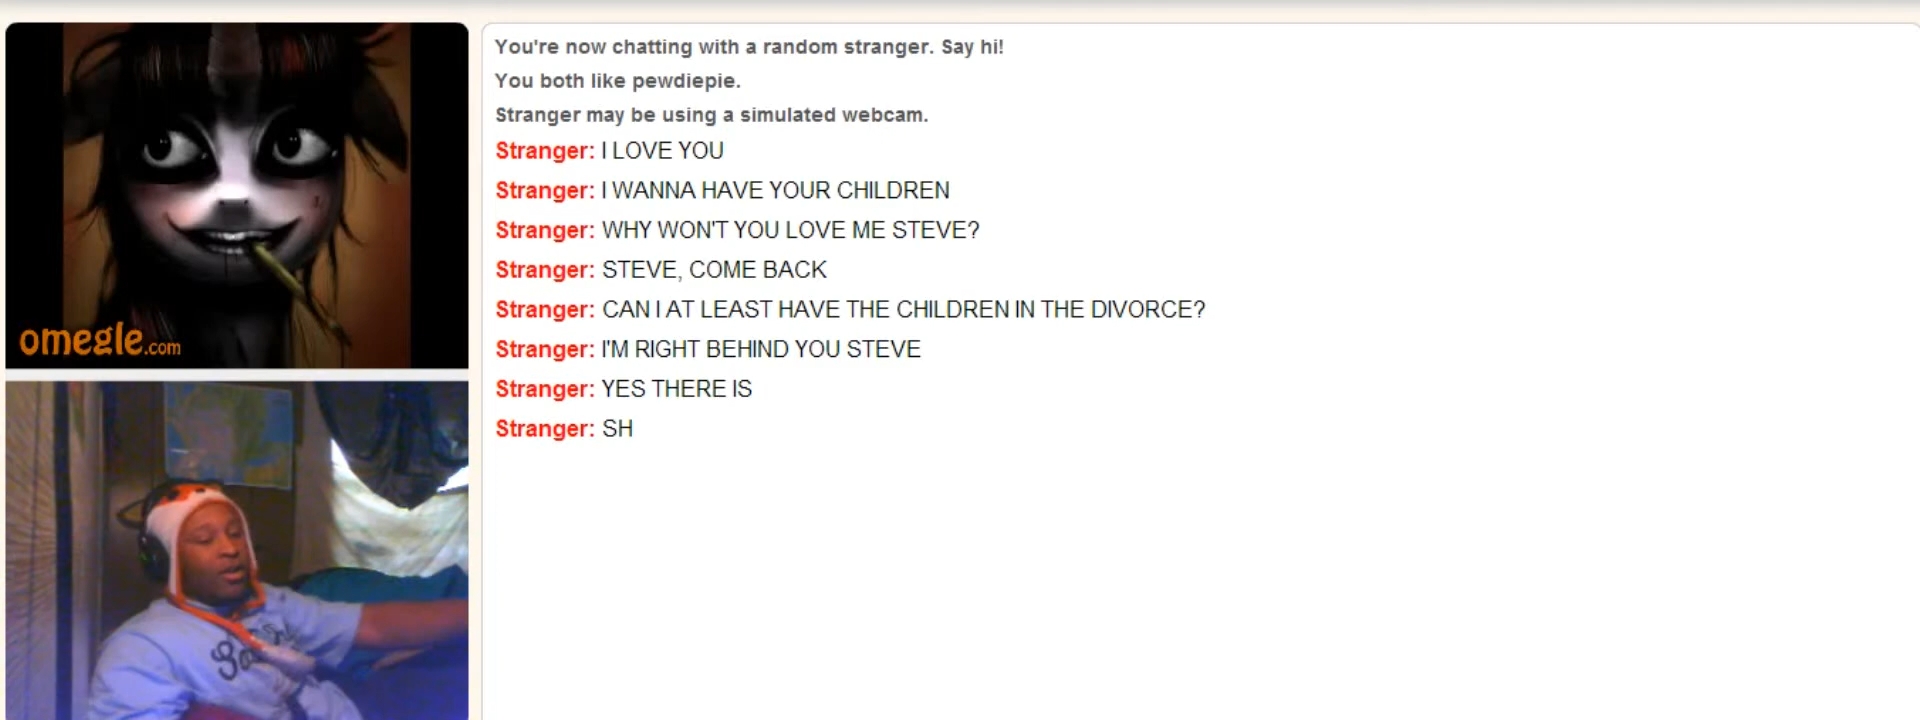 You're now chatting with a random stranger. Say hi!
You both like pewdiepie.
Stranger may be using a simulated webcam.
Stranger: I LOVE YOU
Stranger: I WANNA HAVE YOUR CHILDREN
Stranger: WHY WON'T YOU LOVE ME STEVE?
Stranger: STEVE, COME BACK
Stranger: CAN I AT LEAST HAVE THE CHILDREN IN THE DIVORCE?
Stranger: I'M RIGHT BEHIND YOU STEVE
Stranger: YES THERE IS
Stranger: SH
omegle.com